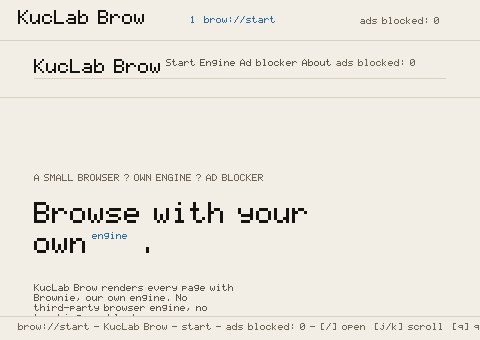 KucLab Brow 1 brow://start ads blocked: 0
KucLab Brow Start Engine Ad blocker About ads blocked: 0
A SMALL BROWSER ? OWN ENGINE ? AD BLOCKER
Browse with your
own engine .
KucLab Brow renders every page with
Brownie, our own engine. No
third-party browser engine, no
brow://start - KucLab Brow - start - ads blocked: 0 - [/] open [j/k] scroll [q] q